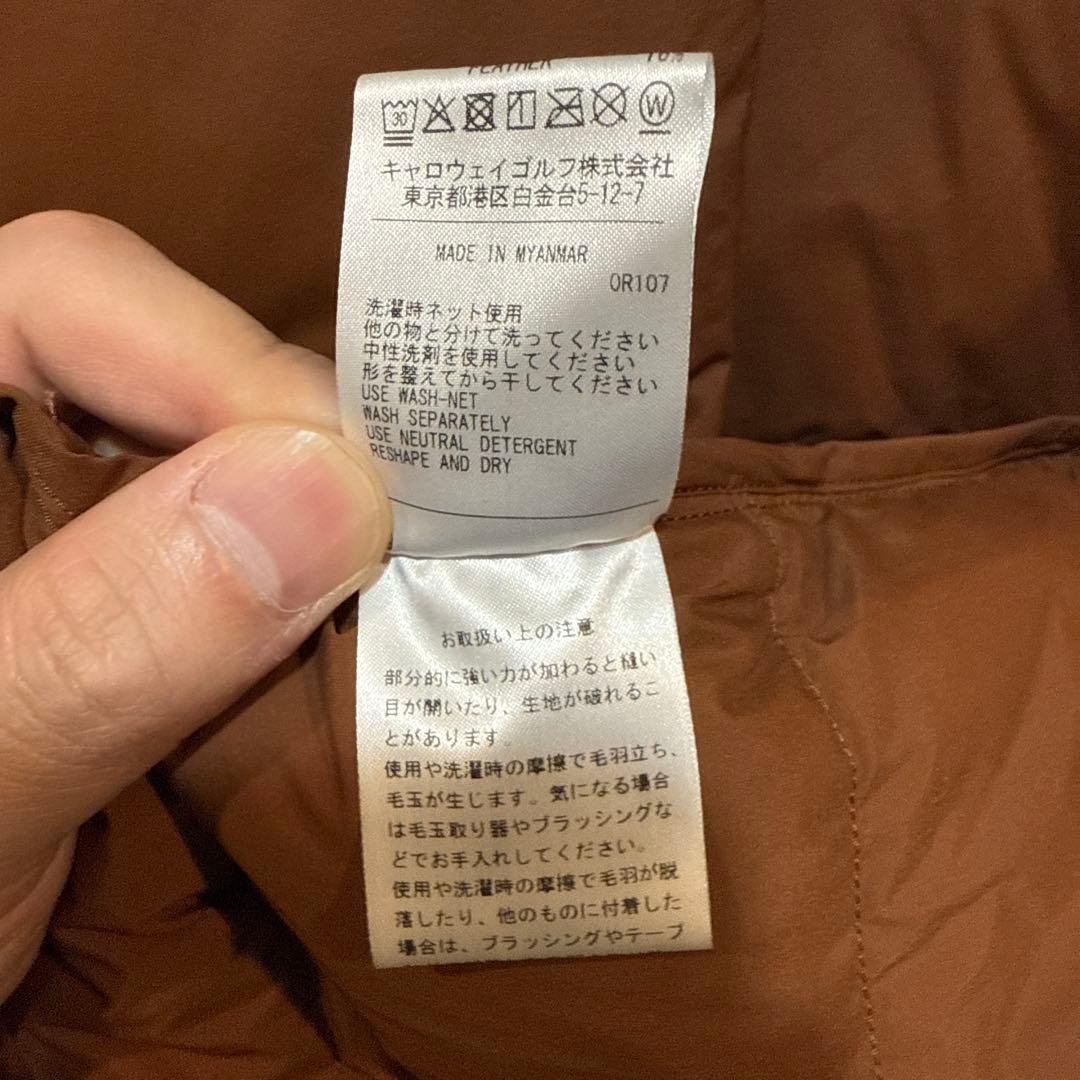 FEATHER 10%
30 W
キャロウェイゴルフ株式会社
東京都港区白金台5-12-7
MADE IN MYANMAR
0R107
洗濯時ネット使用
他の物と分けて洗ってください
中性洗剤を使用してください
形を整えてから干してください
USE WASH-NET
WASH SEPARATELY
USE NEUTRAL DETERGENT
RESHAPE AND DRY
お取扱い上の注意
部分的に強い力が加わると縫い
目が開いたり、生地が破れるこ
とがあります。
使用や洗濯時の摩擦で毛羽立ち、
毛玉が生じます。気になる場合
は毛玉取り器やブラッシングな
どでお手入れしてください。
使用や洗濯時の摩擦で毛羽が脱
落したり、他のものに付着した
場合は、ブラッシングやテープ